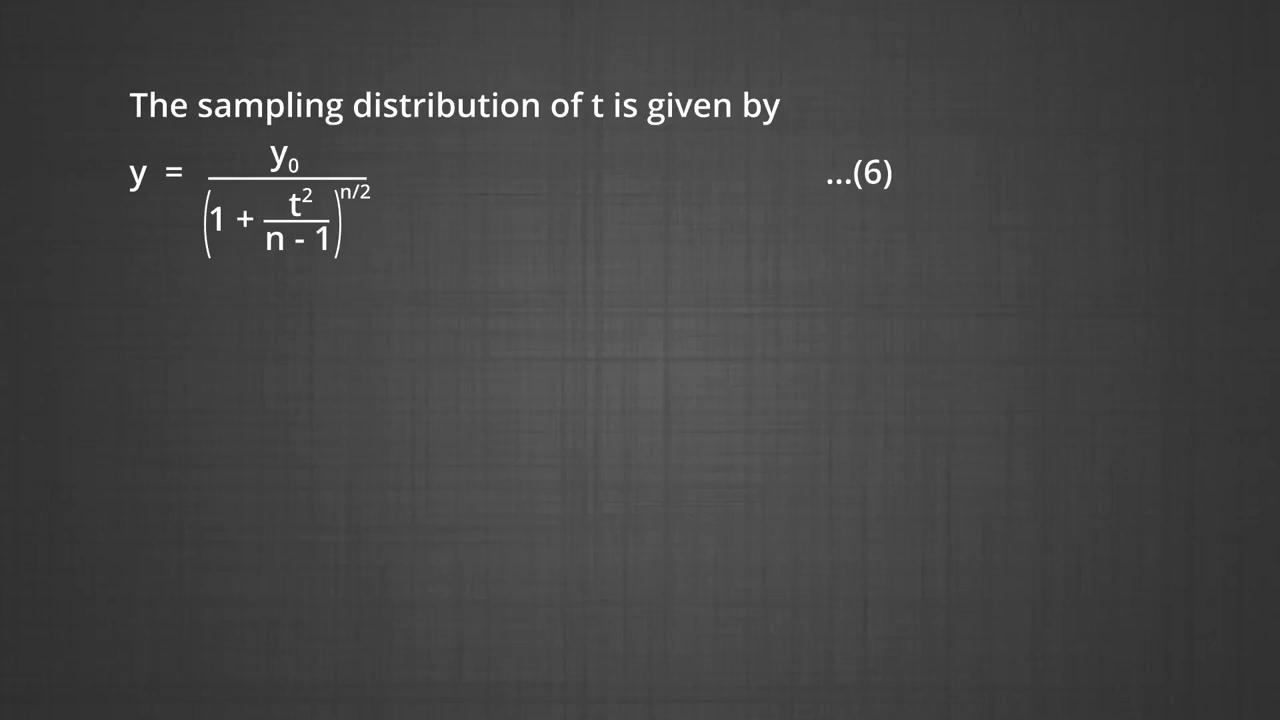 The sampling distribution of t is given by
y = y₀ / (1 + t² / (n - 1))^(n/2) ...(6)